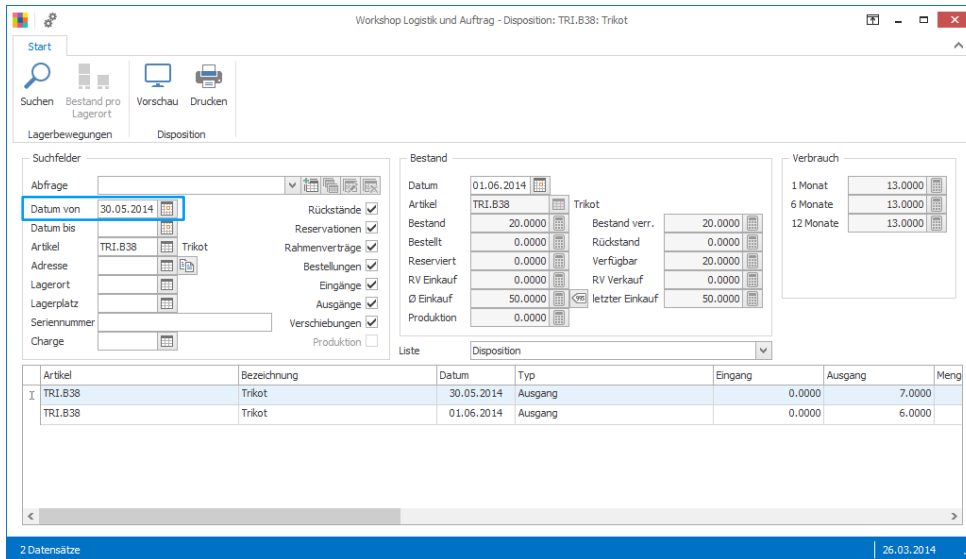 Workshop Logistik und Auftrag - Disposition: TRI.B38: Trikot
Start
Suchen
Bestand pro Lagerort
Vorschau
Drucken
Lagerbewegungen
Disposition
Suchfelder
Abfrage
Datum von 30.05.2014
Datum bis
Artikel TRI.B38 Trikot
Adresse
Lagerort
Lagerplatz
Seriennummer
Charge
Rückstände
Reservationen
Rahmenverträge
Bestellungen
Eingänge
Ausgänge
Verschiebungen
Produktion
Bestand
Datum 01.06.2014
Artikel TRI.B38 Trikot
Bestand 20.0000 Bestand verr. 20.0000
Bestellt 0.0000 Rückstand 0.0000
Reserviert 0.0000 Verfügbar 20.0000
RV Einkauf 0.0000 RV Verkauf 0.0000
Ø Einkauf 50.0000 letzter Einkauf 50.0000
Produktion 0.0000
Verbrauch
1 Monat 13.0000
6 Monate 13.0000
12 Monate 13.0000
Liste Disposition
Artikel Bezeichnung Datum Typ Eingang Ausgang Meng
TRI.B38 Trikot 30.05.2014 Ausgang 0.0000 7.0000
TRI.B38 Trikot 01.06.2014 Ausgang 0.0000 6.0000
2 Datensätze 26.03.2014